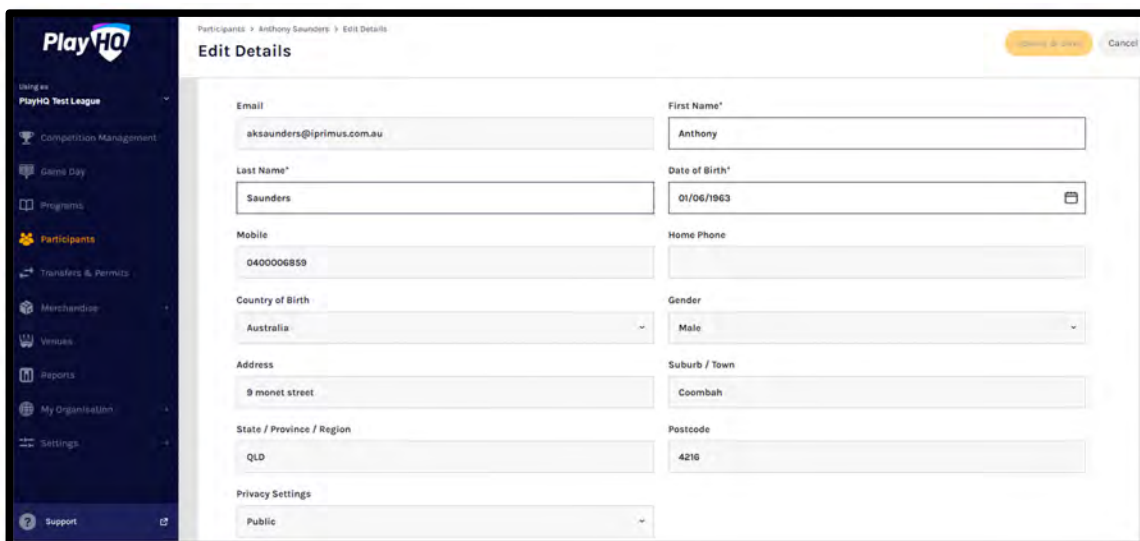 PlayHQ
Participants > Anthony Saunders > Edit Details
Edit Details
Cancel
Using as
PlayHQ Test League
Competition Management
Game Day
Programs
Participants
Transfers & Permits
Merchandise
Venues
Reports
My Organisation
Settings
Support
Email
First Name*
aksaunders@iprimus.com.au
Anthony
Last Name*
Date of Birth*
Saunders
01/06/1963
Mobile
Home Phone
0400006859
Country of Birth
Gender
Australia
Male
Address
Suburb / Town
9 monet street
Coombah
State / Province / Region
Postcode
QLD
4216
Privacy Settings
Public